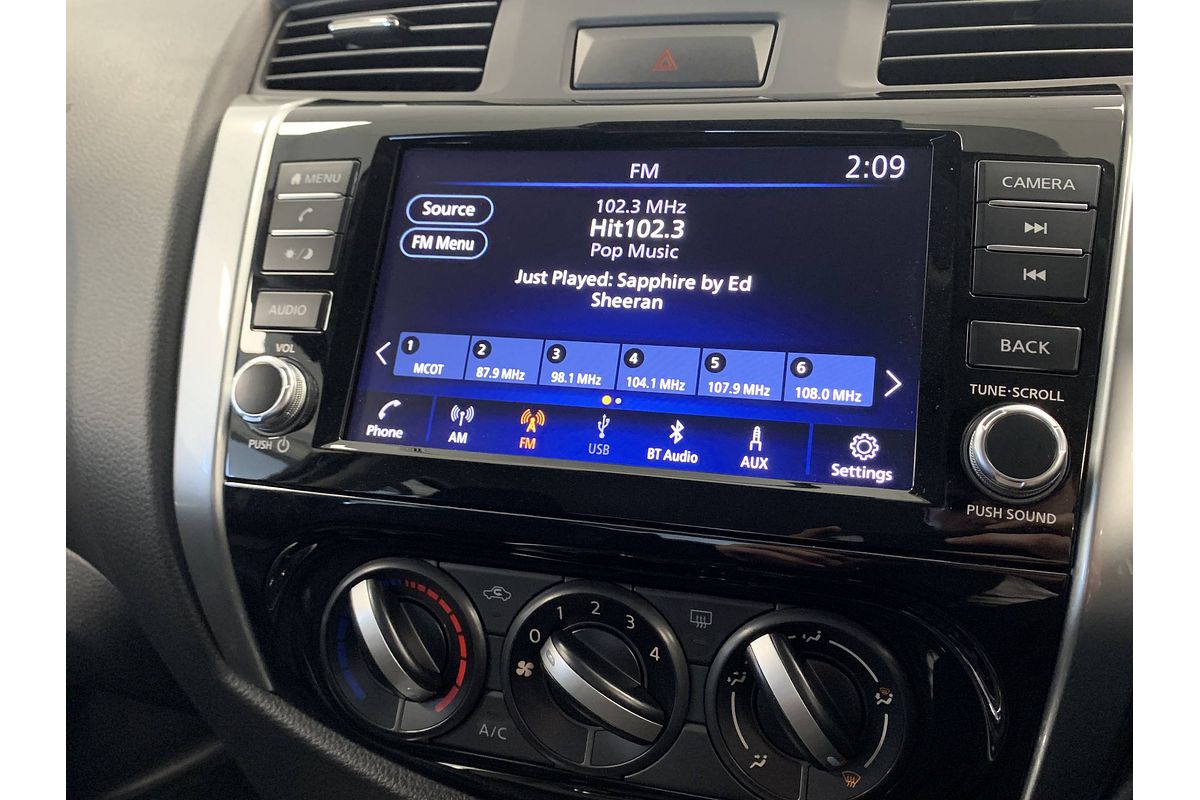 FM
2:09
MENU
CAMERA
Source
102.3 MHz
Hit102.3
FM Menu
Pop Music
Just Played: Sapphire by Ed
Sheeran
AUDIO
VOL
PUSH
BACK
TUNE·SCROLL
PUSH SOUND
1
MCOT
2
87.9 MHz
3
98.1 MHz
4
104.1 MHz
5
107.9 MHz
6
108.0 MHz
Phone
AM
FM
USB
BT Audio
AUX
Settings
0
1
2
3
4
A/C